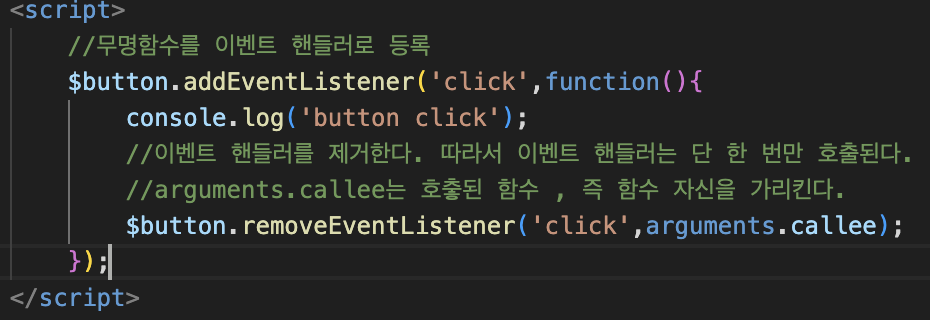 <script>
//무명함수를 이벤트 핸들러로 등록
$button.addEventListener('click',function(){
console.log('button click');
//이벤트 핸들러를 제거한다. 따라서 이벤트 핸들러는 단 한 번만 호출된다.
//arguments.callee는 호춯된 함수 , 즉 함수 자신을 가리킨다.
$button.removeEventListener('click',arguments.callee);
});
</script>